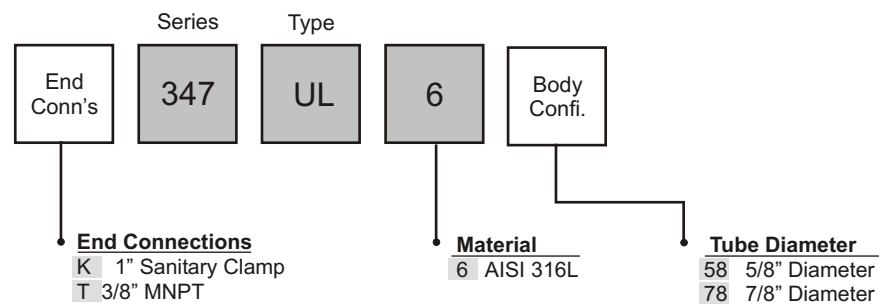 Series
Type
End
Conn's
347
UL
6
Body
Confi.
End Connections
K 1” Sanitary Clamp
T 3/8” MNPT
Material
6 AISI 316L
Tube Diameter
58 5/8” Diameter
78 7/8” Diameter